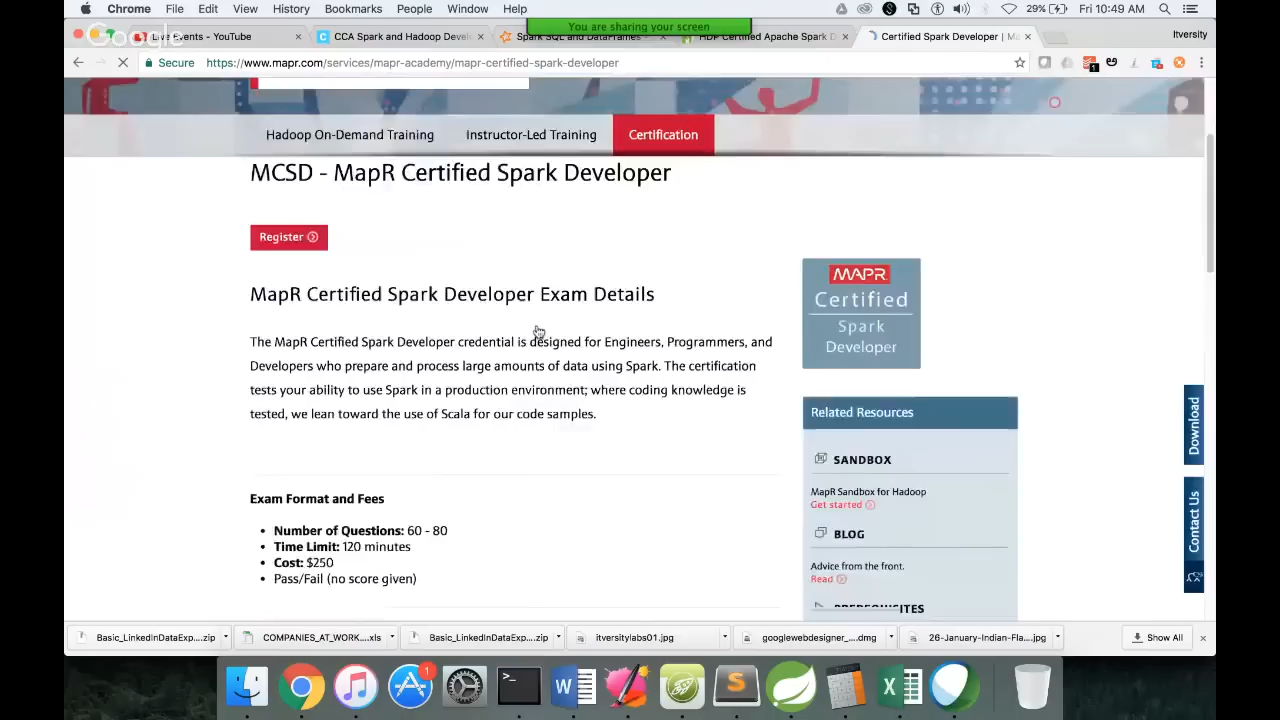 Chrome File Edit View History Bookmarks People Window Help 29% Fri 10:49 AM
You are sharing your screen
Google
Live Events - YouTube CCA Spark and Hadoop Devel Spark SQL and DataFrames - HDP Certified Apache Spark D Certified Spark Developer | Ma Itversity
Secure https://www.mapr.com/services/mapr-academy/mapr-certified-spark-developer
Hadoop On-Demand Training Instructor-Led Training Certification
MCSD - MapR Certified Spark Developer
Register
MapR Certified Spark Developer Exam Details
The MapR Certified Spark Developer credential is designed for Engineers, Programmers, and
Developers who prepare and process large amounts of data using Spark. The certification
tests your ability to use Spark in a production environment; where coding knowledge is
tested, we lean toward the use of Scala for our code samples.
Exam Format and Fees
• Number of Questions: 60 - 80
• Time Limit: 120 minutes
• Cost: $250
• Pass/Fail (no score given)
MAPR
Certified
Spark
Developer
Related Resources
SANDBOX
MapR Sandbox for Hadoop
Get started
BLOG
Advice from the front.
Read
PREREQUISITES
Download
Contact Us
Basic_LinkedInDataExp....zip COMPANIES_AT_WORK....xls Basic_LinkedInDataExp....zip itversitylabs01.jpg googlewebdesigner_....dmg 26-January-Indian-Fla....jpg Show All
1